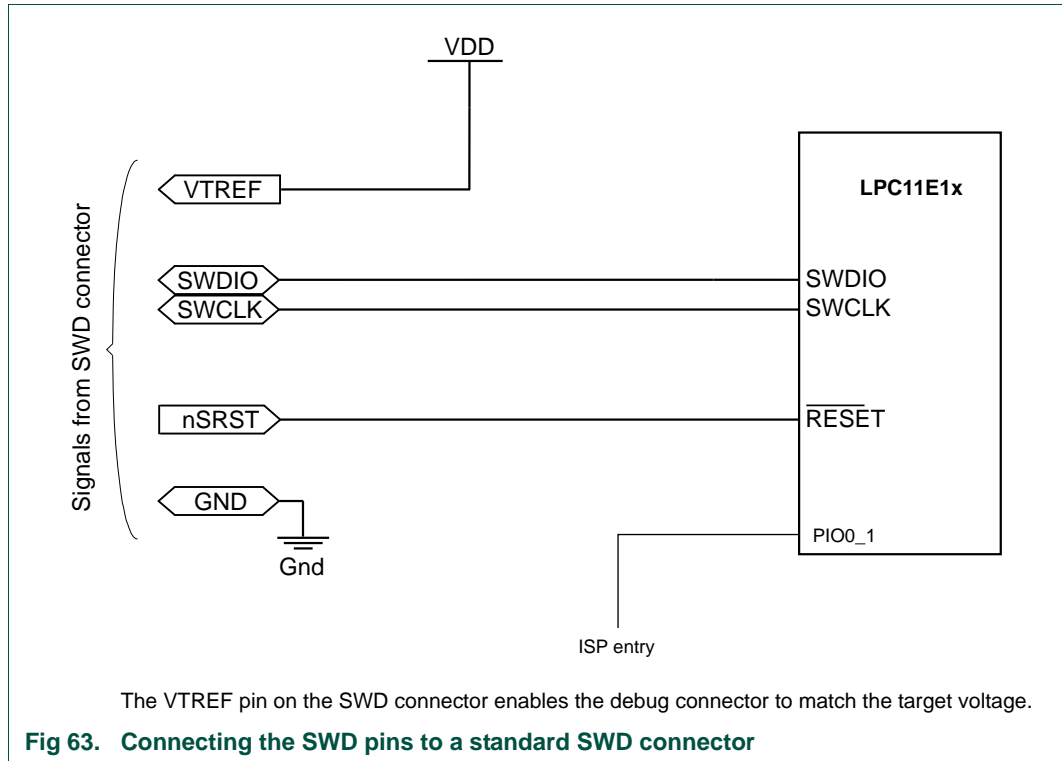 VDD
VTREF
LPC11E1x
Signals from SWD connector
SWDIO
SWDIO
SWCLK
SWCLK
nSRST
RESET
GND
Gnd
PIO0_1
ISP entry
The VTREF pin on the SWD connector enables the debug connector to match the target voltage.
Fig 63. Connecting the SWD pins to a standard SWD connector